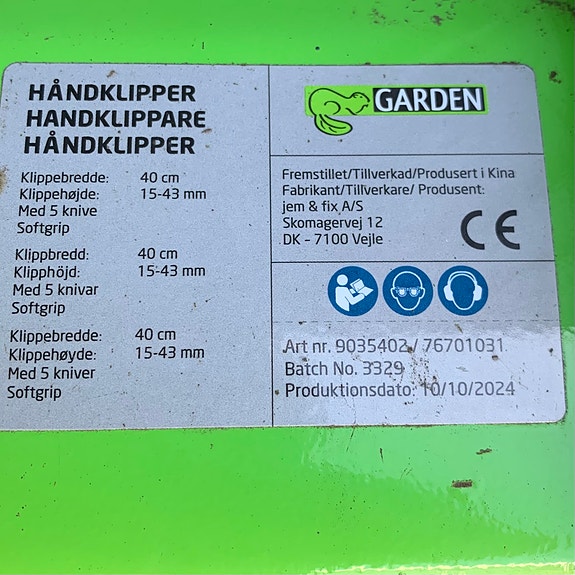 HÅNDKLIPPER
HANDKLIPPARE
HÅNDKLIPPER
Klippebredde: 40 cm
Klippehøjde: 15-43 mm
Med 5 knive
Softgrip
Klippbredd: 40 cm
Klipphöjd: 15-43 mm
Med 5 knivar
Softgrip
Klippebredde: 40 cm
Klippehøyde: 15-43 mm
Med 5 kniver
Softgrip
GARDEN
Fremstillet/Tillverkad/Produsert i Kina
Fabrikant/Tillverkare/ Produsent:
jem & fix A/S
Skomagervej 12
DK - 7100 Vejle
CE
Art nr. 9035402 / 76701031
Batch No. 3329
Produktionsdato: 10/10/2024